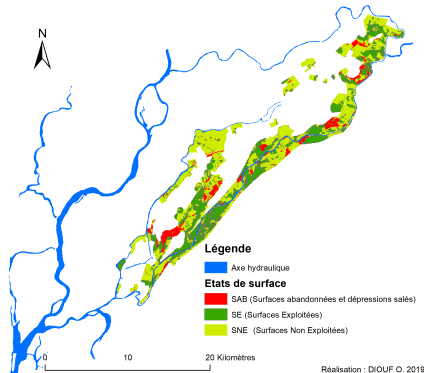 N
Légende
Axe hydraulique
Etats de surface
SAB (Surfaces abandonnées et dépressions salés)
SE (Surfaces Exploitées)
SNE (Surfaces Non Exploitées)
0 10 20 Kilomètres
Réalisation : DIOUF O. 2019